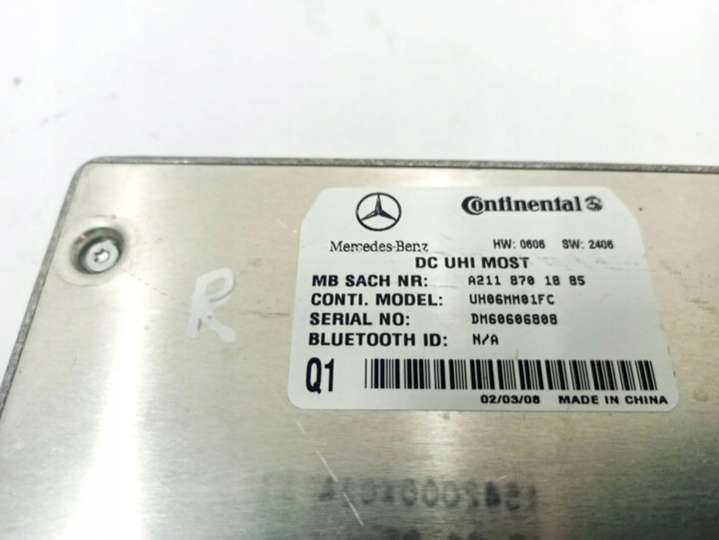 Mercedes-Benz
Continental
HW: 0606 SW: 2406
DC UHI MOST
MB SACH NR: A211 870 18 85
CONTI. MODEL: UH06MM01FC
SERIAL NO: DM60606808
BLUETOOTH ID: N/A
Q1
02/03/08 MADE IN CHINA
R